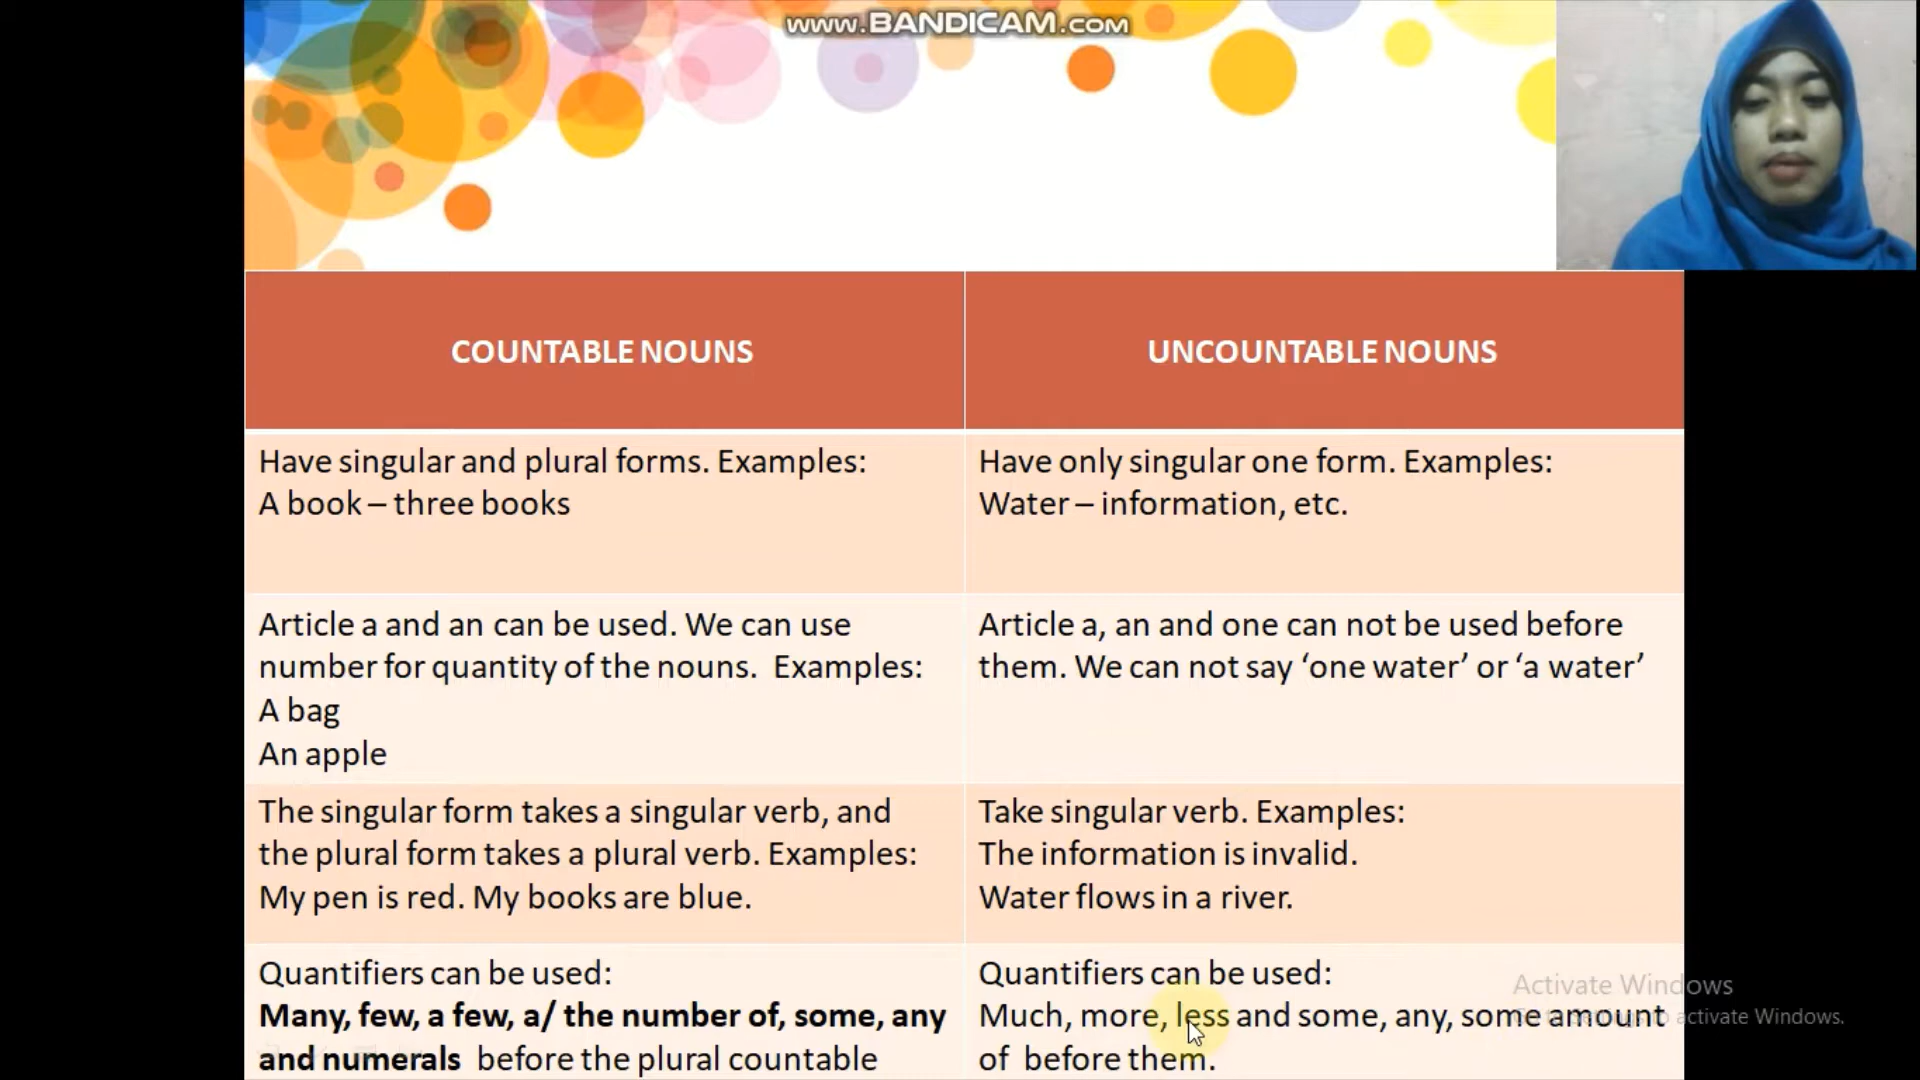 www.BANDICAM.com
COUNTABLE NOUNS
UNCOUNTABLE NOUNS
Have singular and plural forms. Examples:
A book – three books
Have only singular one form. Examples:
Water – information, etc.
Article a and an can be used. We can use
number for quantity of the nouns. Examples:
A bag
An apple
Article a, an and one can not be used before
them. We can not say ‘one water’ or ‘a water’
The singular form takes a singular verb, and
the plural form takes a plural verb. Examples:
My pen is red. My books are blue.
Take singular verb. Examples:
The information is invalid.
Water flows in a river.
Quantifiers can be used:
Many, few, a few, a/ the number of, some, any
and numerals before the plural countable
Quantifiers can be used:
Much, more, less and some, any, some amount
of before them.
Activate Windows
Go to settings to activate Windows.